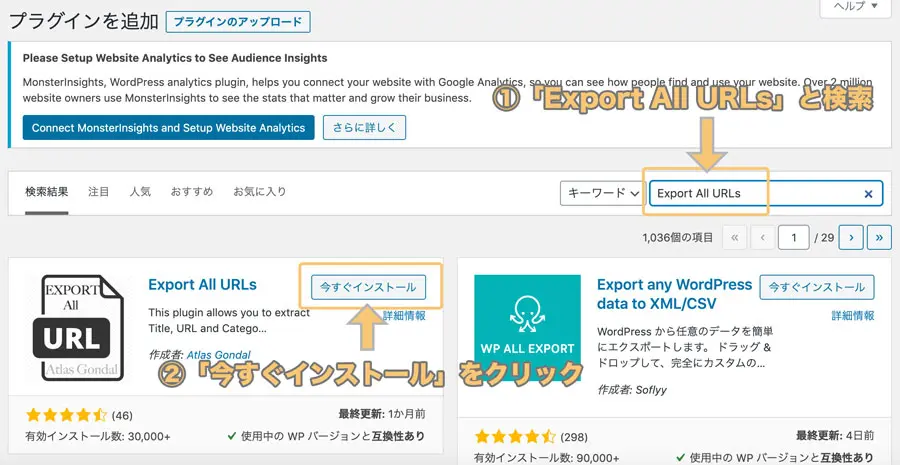 プラグインを追加 プラグインのアップロード
ヘルプ ▼
Please Setup Website Analytics to See Audience Insights
MonsterInsights, WordPress analytics plugin, helps you connect your website with Google Analytics, so you can see how people find and use your website. Over 2 million
website owners use MonsterInsights to see the stats that matter and grow their business.
①「Export All URLs」と検索
Connect MonsterInsights and Setup Website Analytics さらに詳しく
検索結果 注目 人気 おすすめ お気に入り キーワード Export All URLs ×
1,036個の項目 « ‹ 1 / 29 › »
EXPORT
All
URL
Atlas Gondal
Export All URLs
今すぐインストール
This plugin allows you to extract
Title, URL and Catego...
詳細情報
作成者: Atlas Gondal
②「今すぐインストール」をクリック
(46)
最終更新: 1か月前
有効インストール数: 30,000+
✓ 使用中の WP バージョンと互換性あり
WP ALL EXPORT
Export any WordPress
data to XML/CSV
今すぐインストール
詳細情報
WordPress から任意のデータを簡単
にエクスポートします。 ドラッグ &
ドロップして、完全にカスタムの...
作成者: Soflyy
(298)
最終更新: 4日前
有効インストール数: 90,000+
✓ 使用中の WP バージョンと互換性あり